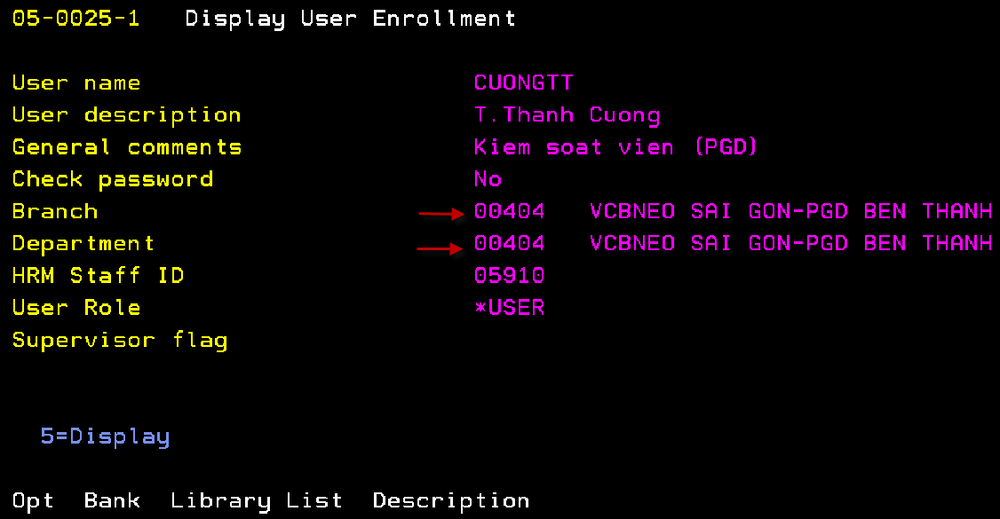 05-0025-1 Display User Enrollment
User name CUONGTT
User description T.Thanh Cuong
General comments Kiem soat vien (PGD)
Check password No
Branch 00404 VCBNEO SAI GON-PGD BEN THANH
Department 00404 VCBNEO SAI GON-PGD BEN THANH
HRM Staff ID 05910
User Role *USER
Supervisor flag
5=Display
Opt Bank Library List Description